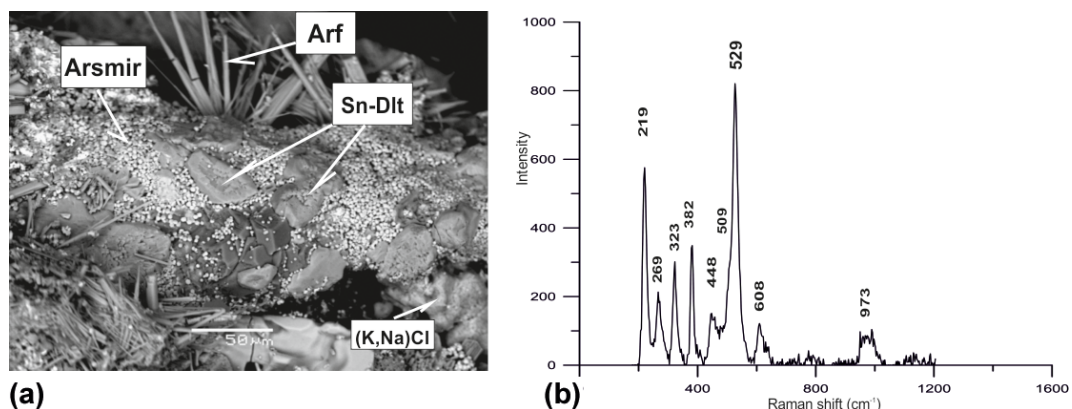 Arf
Arsmir
Sn-Dlt
(K,Na)Cl
50 μm
(a)
1000
800
600
400
200
0
Intensity
219
269
323
382
448
509
529
608
973
400
800
1200
1600
Raman shift (cm⁻¹)
(b)